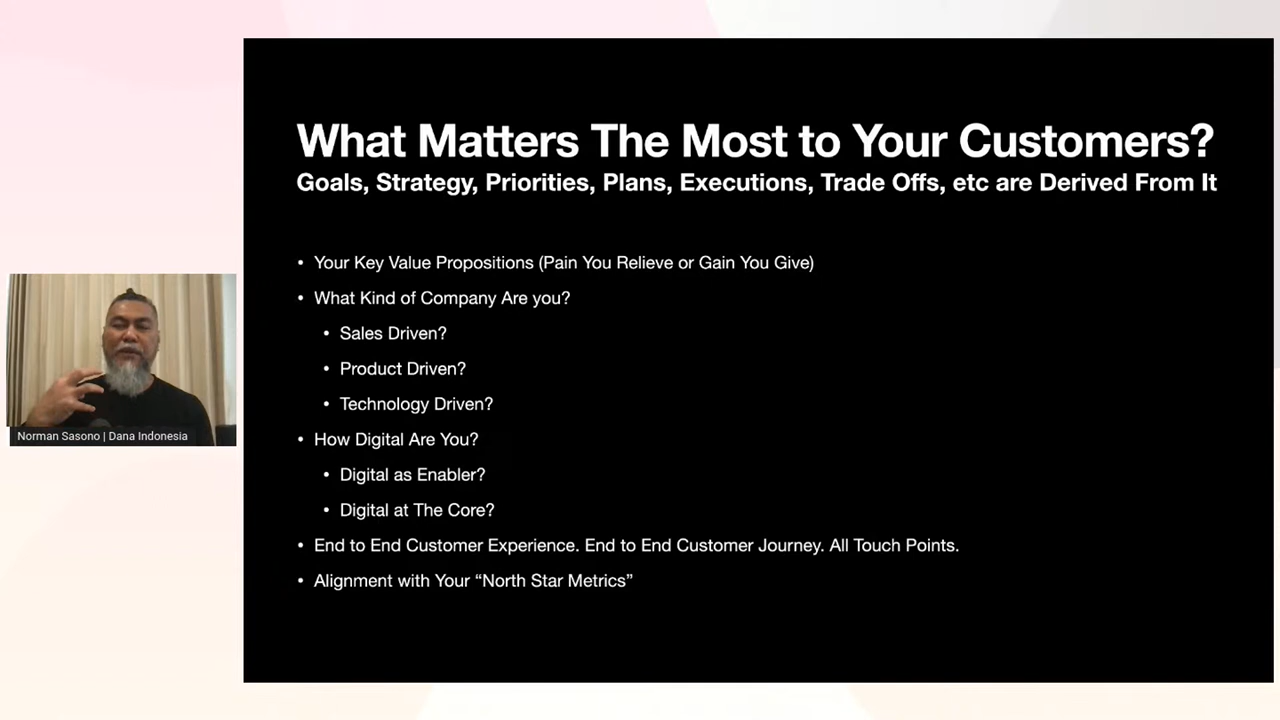 What Matters The Most to Your Customers?
Goals, Strategy, Priorities, Plans, Executions, Trade Offs, etc are Derived From It
• Your Key Value Propositions (Pain You Relieve or Gain You Give)
• What Kind of Company Are you?
• Sales Driven?
• Product Driven?
• Technology Driven?
• How Digital Are You?
• Digital as Enabler?
• Digital at The Core?
• End to End Customer Experience. End to End Customer Journey. All Touch Points.
• Alignment with Your “North Star Metrics”
Norman Sasono | Dana Indonesia